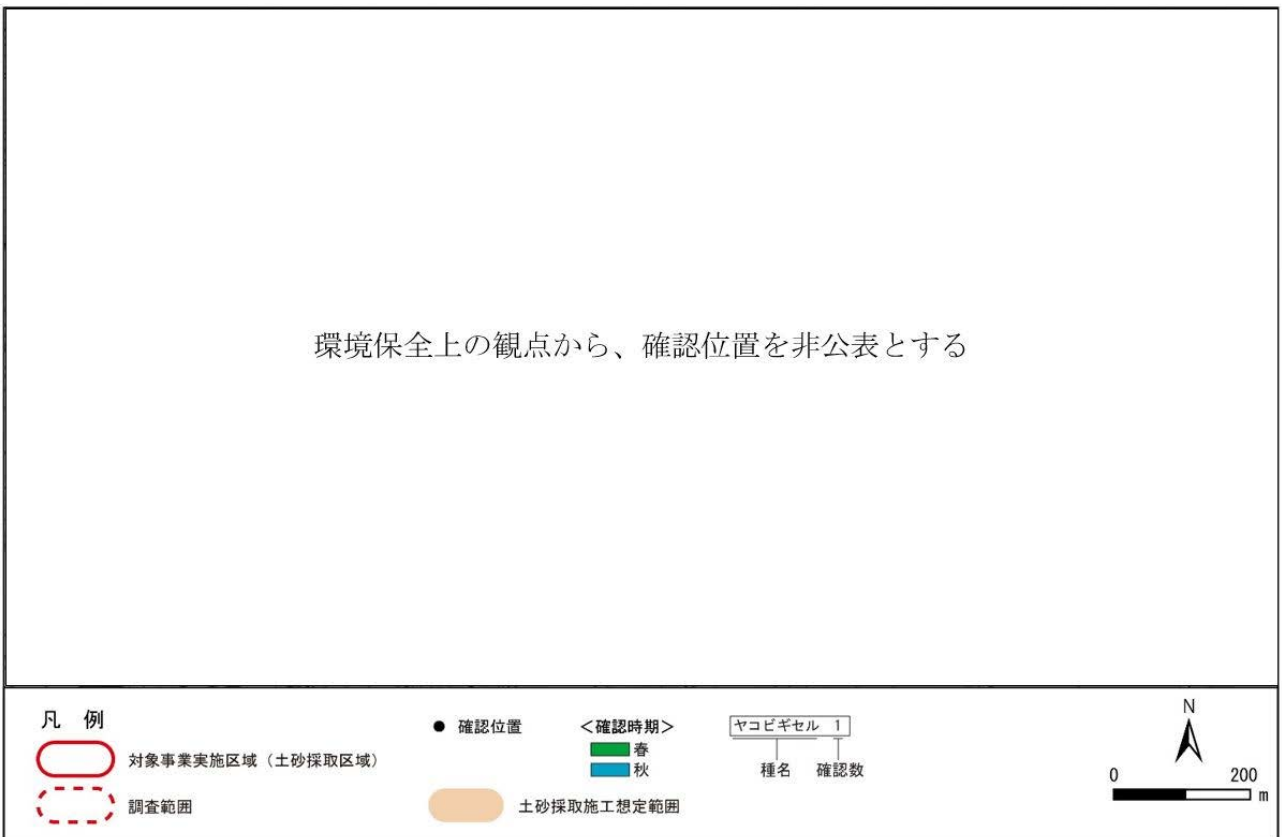 環境保全上の観点から、確認位置を非公表とする
凡 例
対象事業実施区域（土砂採取区域）
調査範囲
● 確認位置
＜確認時期＞
春
秋
土砂採取施工想定範囲
ヤコビギセル 1
種名 確認数
N
0 200
m